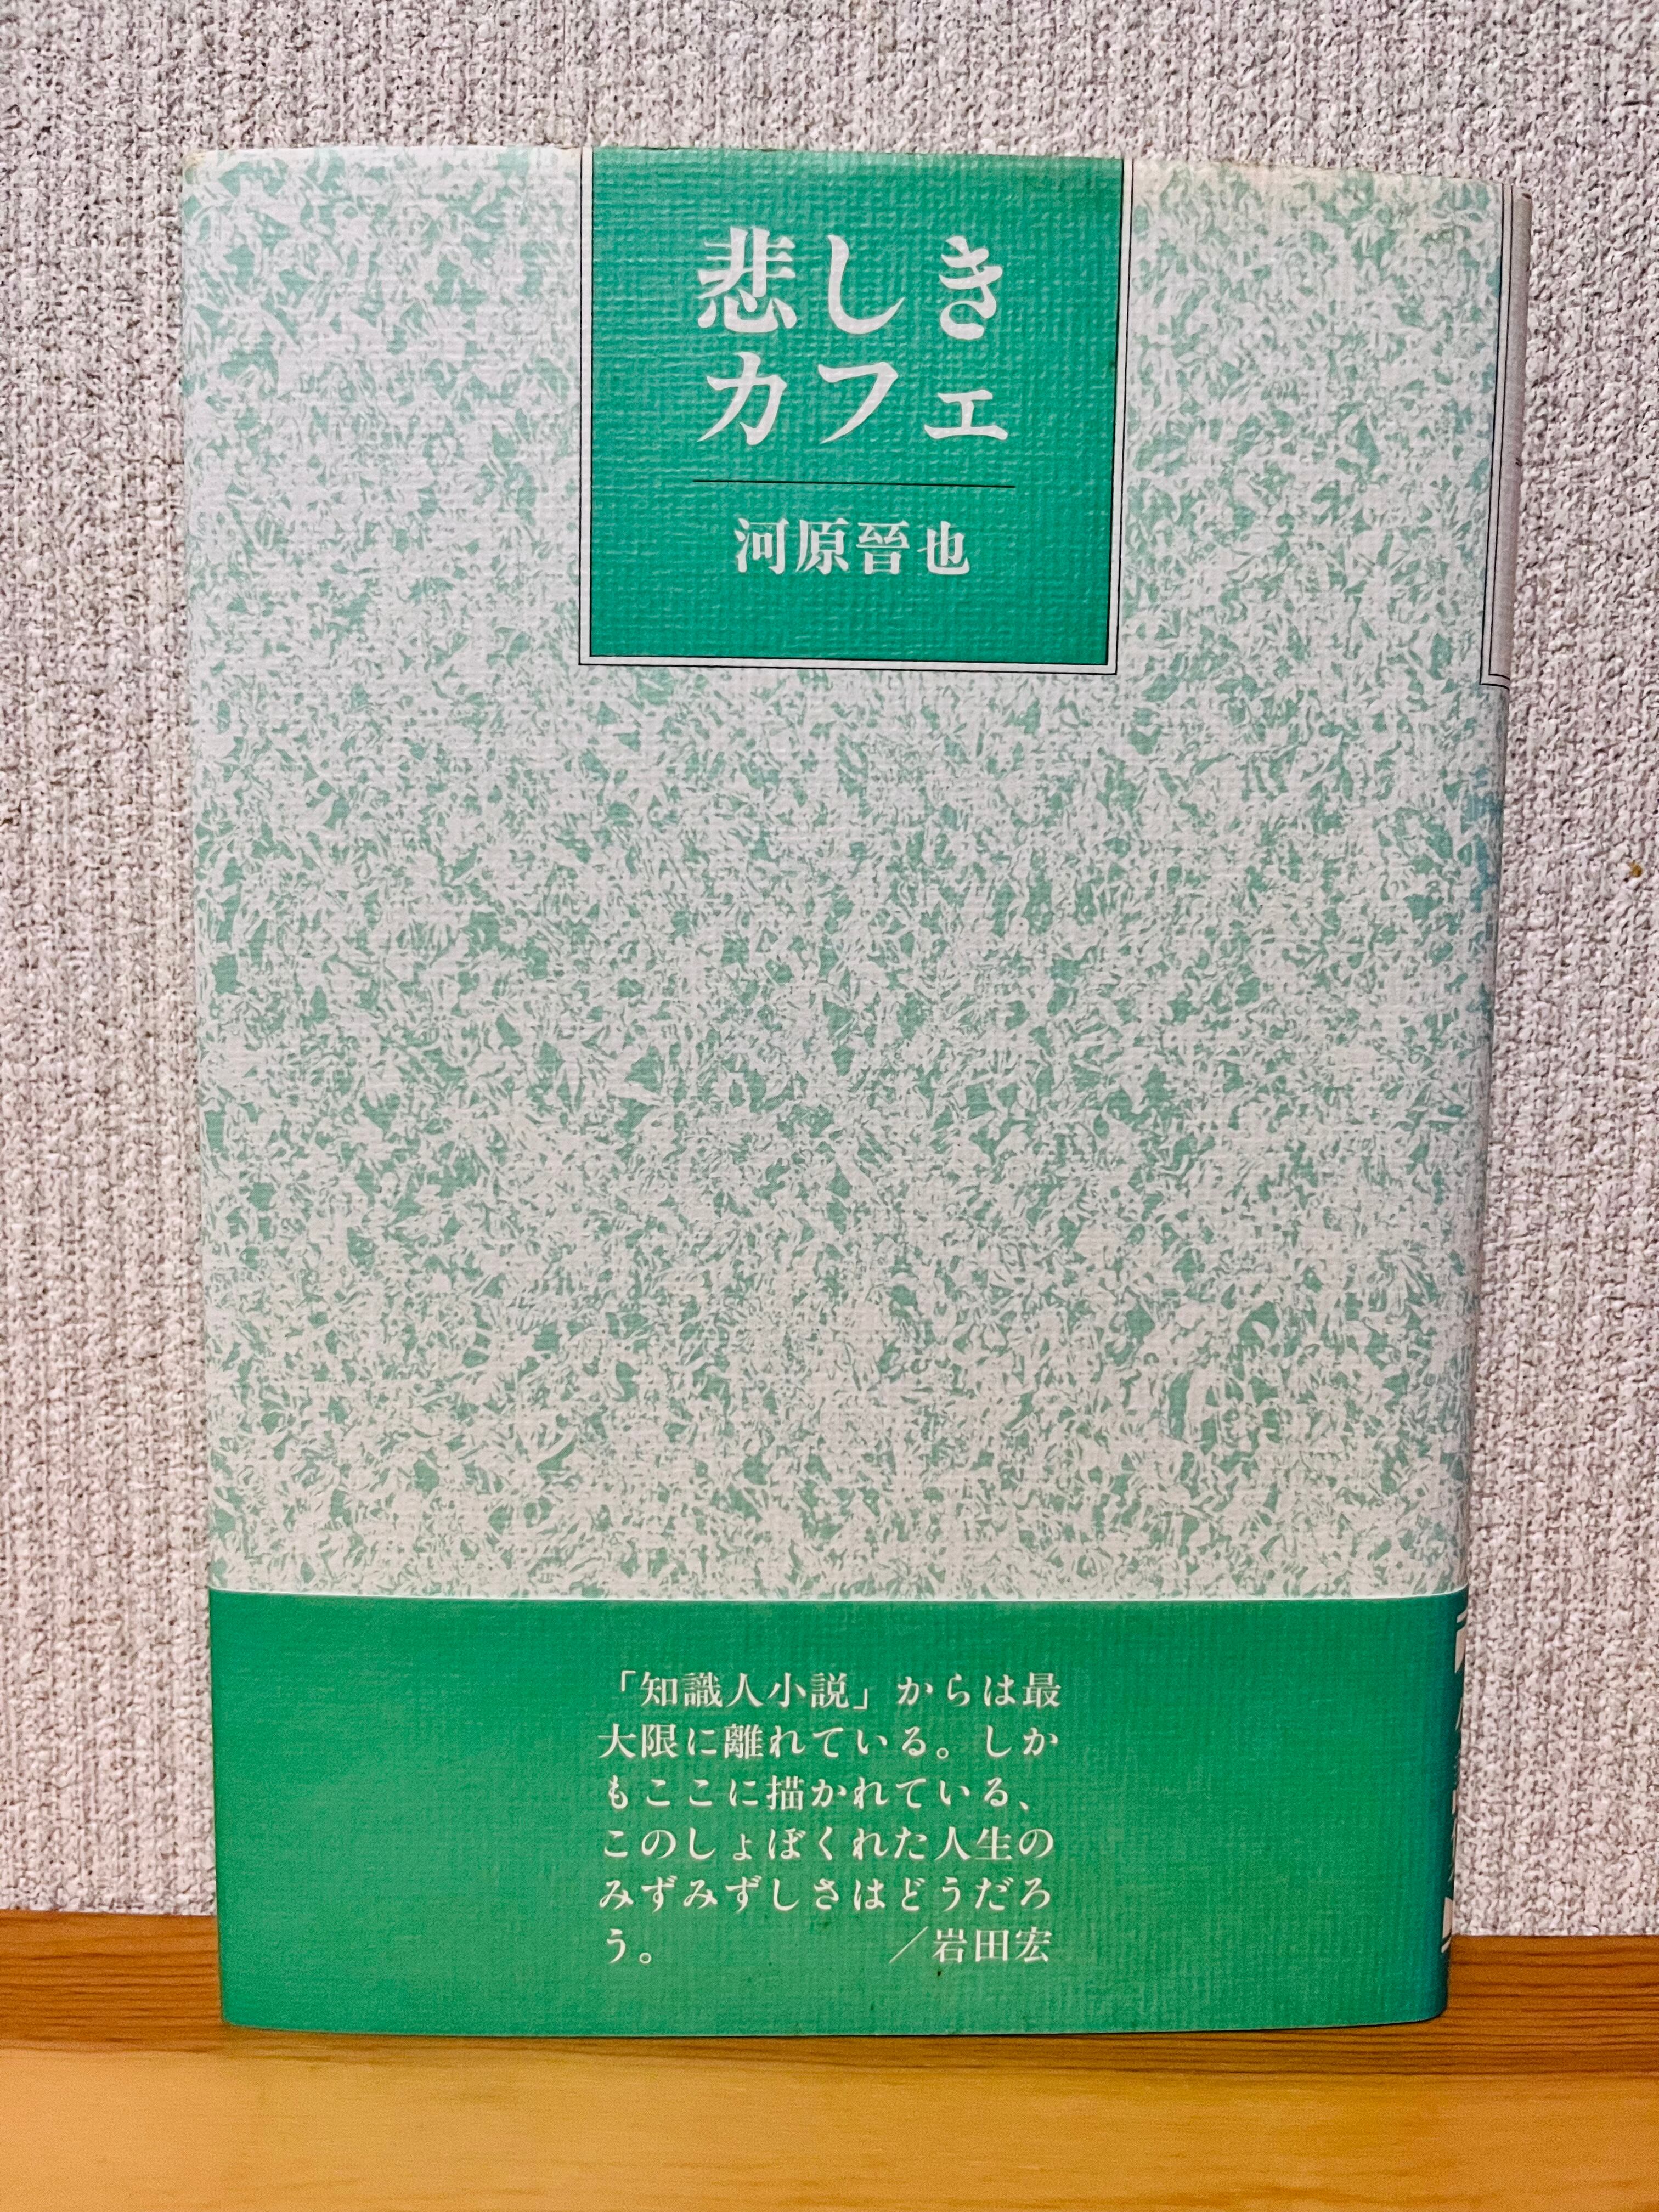 悲しき
カフェ
河原晉也
「知識人小説」からは最
大限に離れている。しか
もここに描かれている、
このしょぼくれた人生の
みずみずしさはどうだろ
う。 ／岩田宏